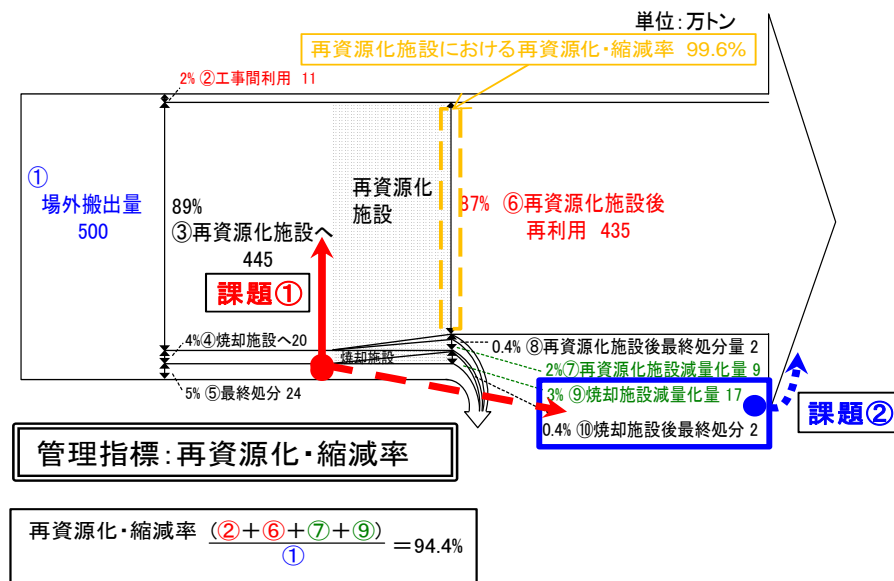 単位：万トン
再資源化施設における再資源化・縮減率 99.6%
2% ②工事間利用 11
①
場外搬出量
500
89%
③再資源化施設へ
445
再資源化
施設
87% ⑥再資源化施設後
再利用 435
課題①
4%④焼却施設へ20
焼却施設
5% ⑤最終処分 24
0.4% ⑧再資源化施設後最終処分量 2
2%⑦再資源化施設減量化量 9
3% ⑨焼却施設減量化量 17
0.4% ⑩焼却施設後最終処分 2
課題②
管理指標：再資源化・縮減率
再資源化・縮減率 (②＋⑥＋⑦＋⑨)
① ＝94.4%